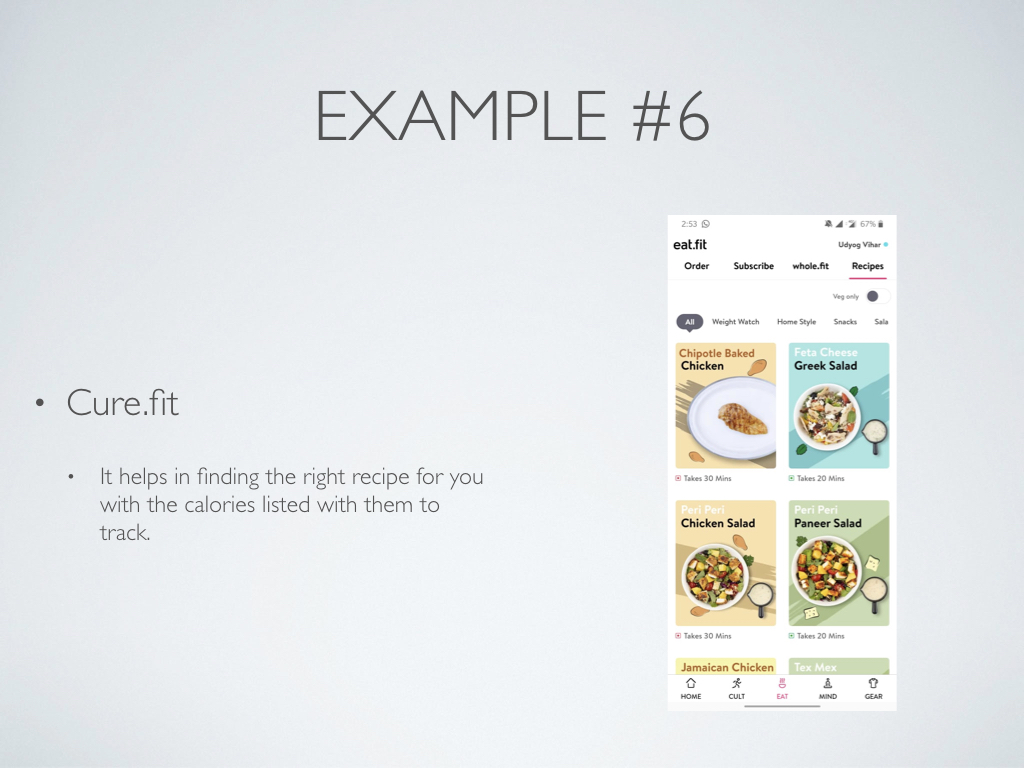 EXAMPLE #6
• Cure.fit
• It helps in finding the right recipe for you
with the calories listed with them to
track.
2:53 67%
eat.fit Udyog Vihar
Order Subscribe whole.fit Recipes
Veg only
All Weight Watch Home Style Snacks Sala
Chipotle Baked
Chicken
Feta Cheese
Greek Salad
Takes 30 Mins
Takes 20 Mins
Peri Peri
Chicken Salad
Peri Peri
Paneer Salad
Takes 30 Mins
Takes 20 Mins
Jamaican Chicken
Tex Mex
HOME CULT EAT MIND GEAR